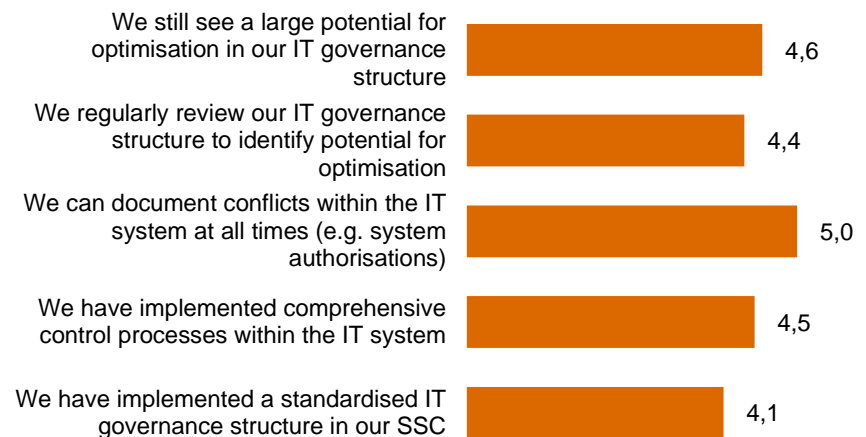 We still see a large potential for
optimisation in our IT governance
structure
4,6
We regularly review our IT governance
structure to identify potential for
optimisation
4,4
We can document conflicts within the IT
system at all times (e.g. system
authorisations)
5,0
We have implemented comprehensive
control processes within the IT system
4,5
We have implemented a standardised IT
governance structure in our SSC
4,1